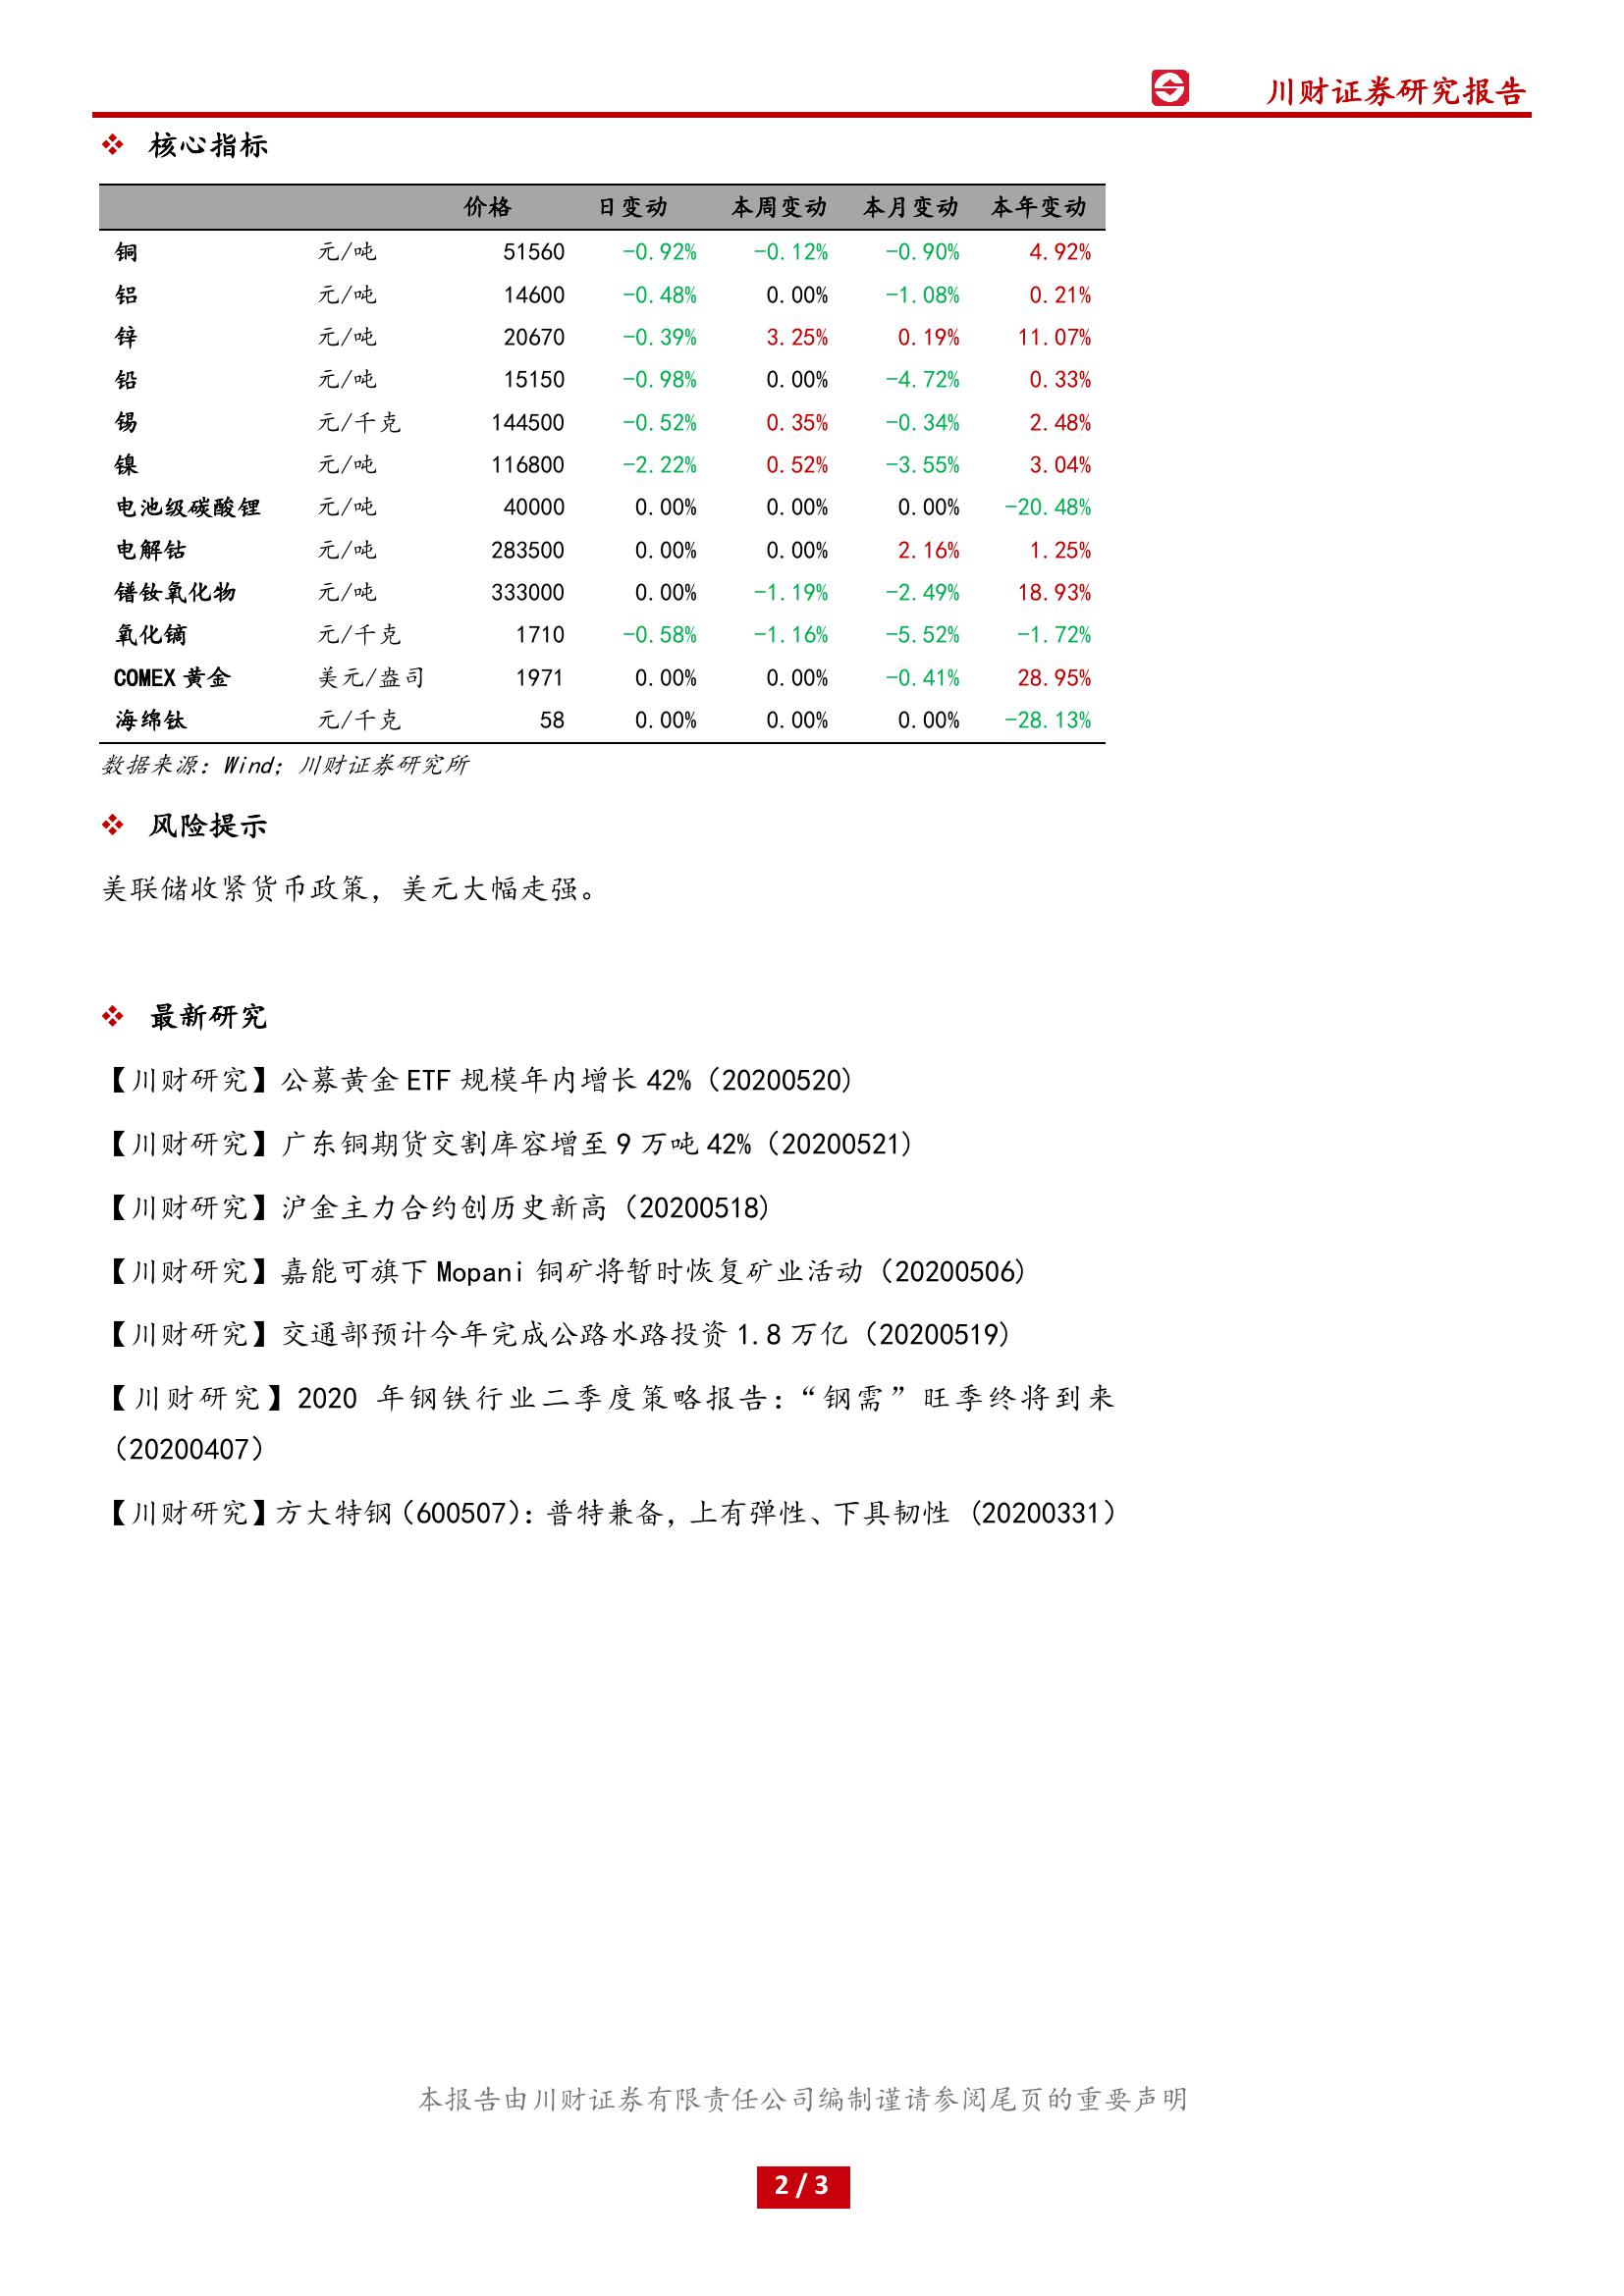 川财证券研究报告
核心指标
价格 日变动 本周变动 本月变动 本年变动
铜 元/吨 51560 -0.92% -0.12% -0.90% 4.92%
铝 元/吨 14600 -0.48% 0.00% -1.08% 0.21%
锌 元/吨 20670 -0.39% 3.25% 0.19% 11.07%
铅 元/吨 15150 -0.98% 0.00% -4.72% 0.33%
锡 元/千克 144500 -0.52% 0.35% -0.34% 2.48%
镍 元/吨 116800 -2.22% 0.52% -3.55% 3.04%
电池级碳酸锂 元/吨 40000 0.00% 0.00% 0.00% -20.48%
电解钴 元/吨 283500 0.00% 0.00% 2.16% 1.25%
镨钕氧化物 元/吨 333000 0.00% -1.19% -2.49% 18.93%
氧化镝 元/千克 1710 -0.58% -1.16% -5.52% -1.72%
COMEX 黄金 美元/盎司 1971 0.00% 0.00% -0.41% 28.95%
海绵钛 元/千克 58 0.00% 0.00% 0.00% -28.13%
数据来源：Wind；川财证券研究所
风险提示
美联储收紧货币政策，美元大幅走强。
最新研究
【川财研究】公募黄金 ETF 规模年内增长 42%（20200520）
【川财研究】广东铜期货交割库容增至 9 万吨 42%（20200521）
【川财研究】沪金主力合约创历史新高（20200518）
【川财研究】嘉能可旗下 Mopani 铜矿将暂时恢复矿业活动（20200506）
【川财研究】交通部预计今年完成公路水路投资 1.8 万亿（20200519）
【川财研究】2020 年钢铁行业二季度策略报告：“钢需”旺季终将到来
（20200407）
【川财研究】方大特钢（600507）：普特兼备，上有弹性、下具韧性 (20200331）
本报告由川财证券有限责任公司编制谨请参阅尾页的重要声明
2 / 3